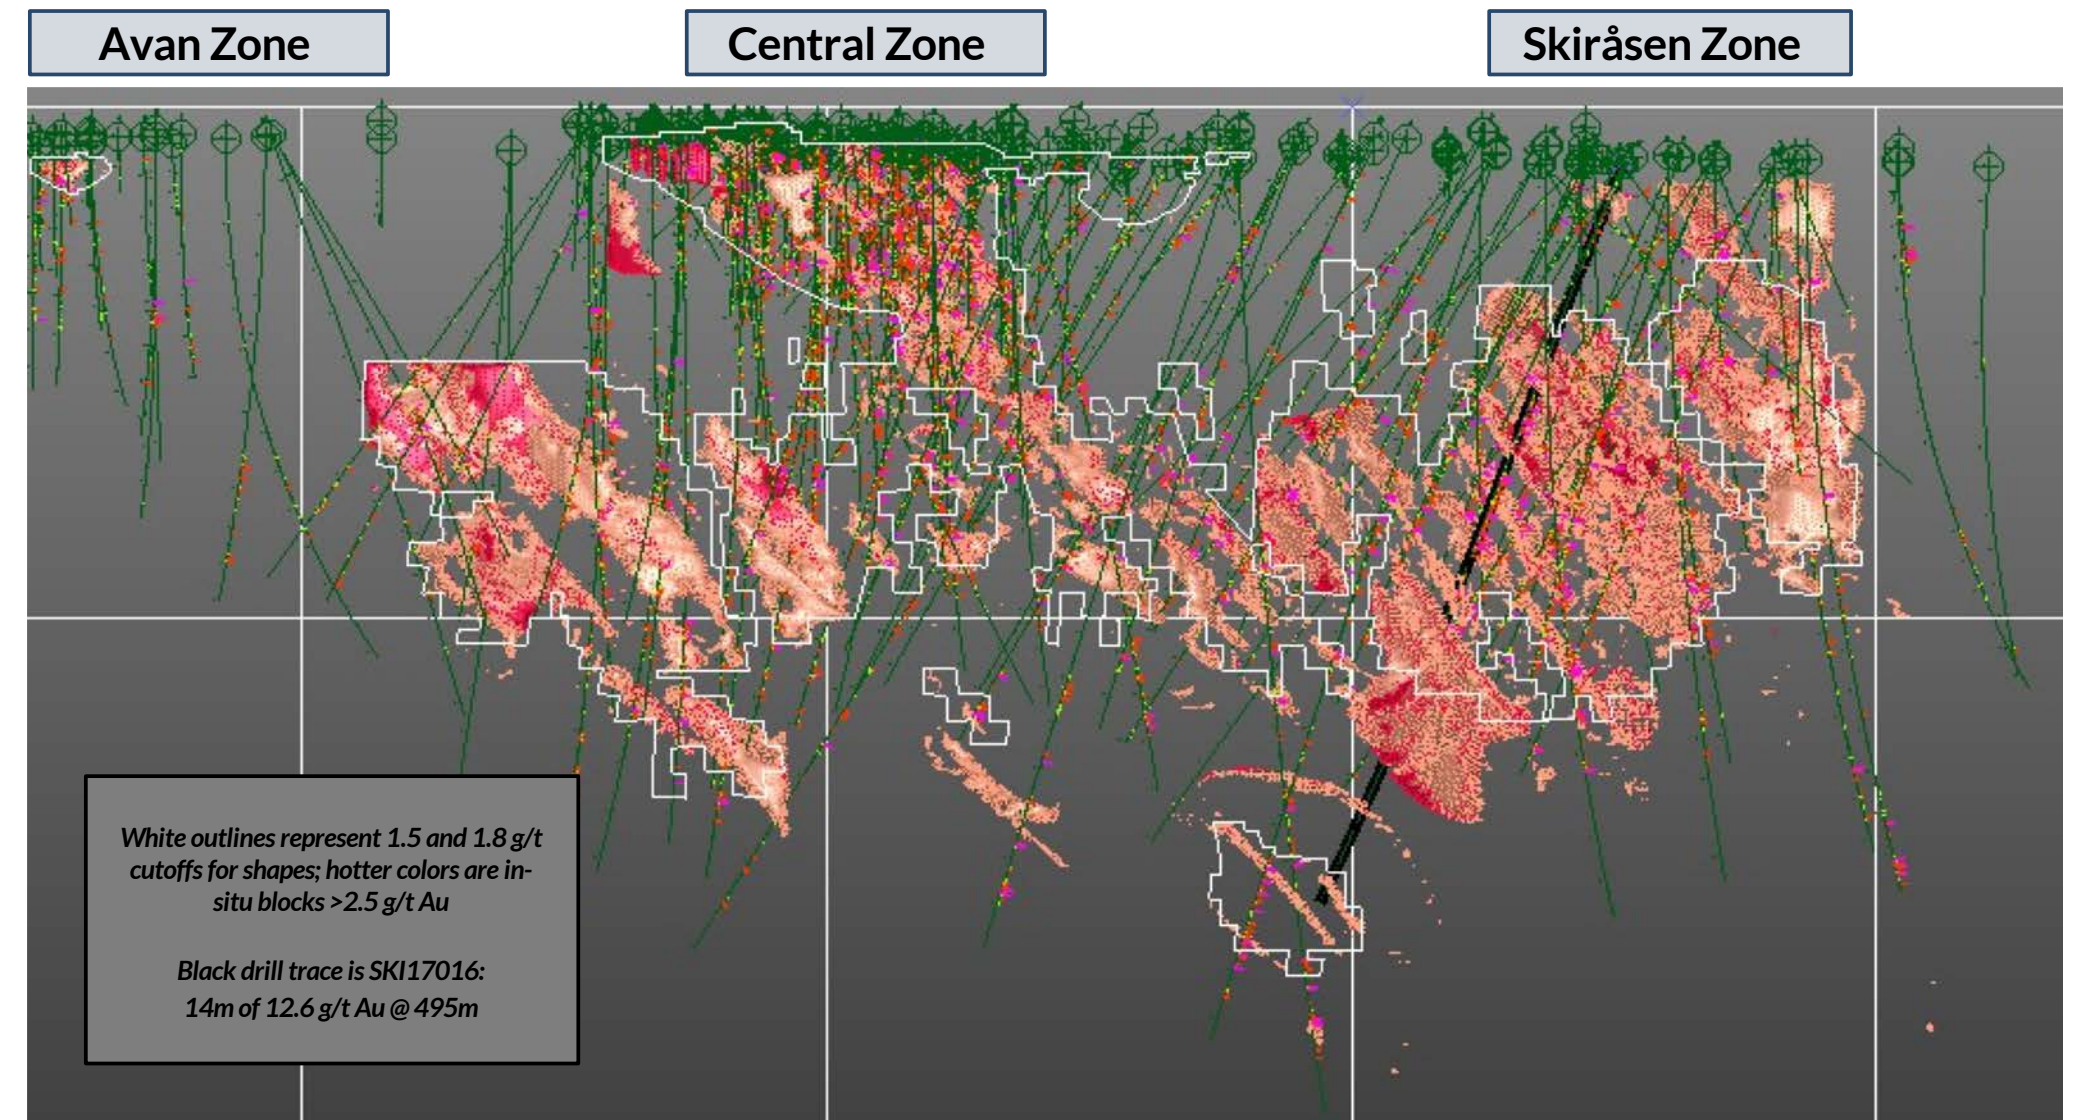 Avan Zone
Central Zone
Skiråsen Zone
White outlines represent 1.5 and 1.8 g/t
cutoffs for shapes; hotter colors are in-
situ blocks >2.5 g/t Au
Black drill trace is SKI17016:
14m of 12.6 g/t Au @ 495m